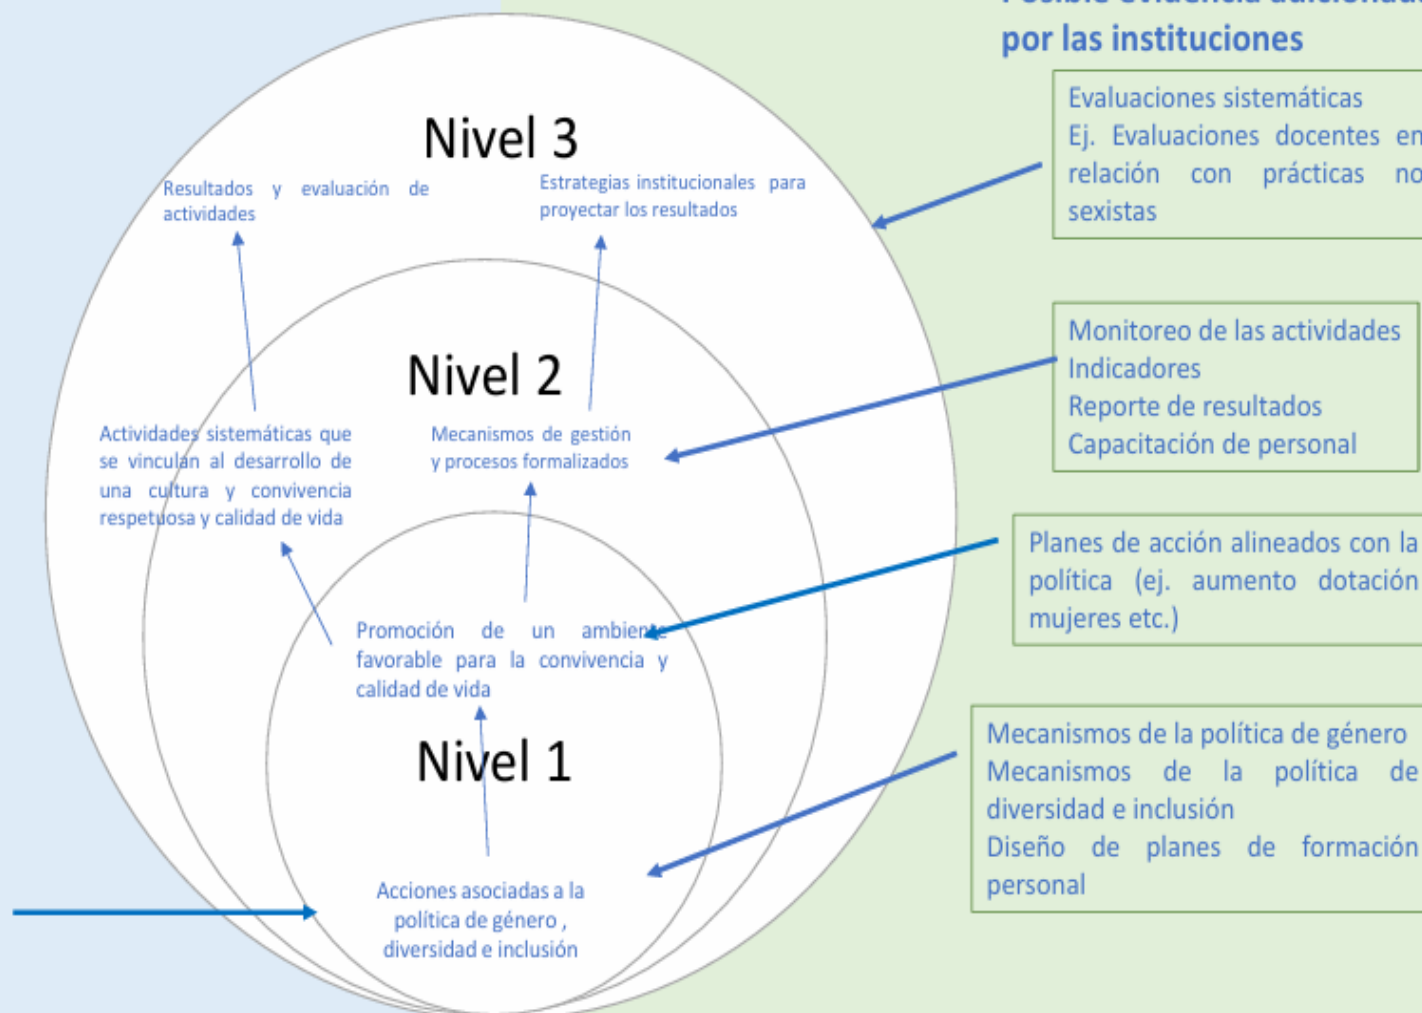 por las instituciones
Evaluaciones sistemáticas
Ej. Evaluaciones docentes en
relación con prácticas no
sexistas
Nivel 3
Resultados y evaluación de
actividades
Estrategias institucionales para
proyectar los resultados
Monitoreo de las actividades
Indicadores
Reporte de resultados
Capacitación de personal
Nivel 2
Actividades sistemáticas que
se vinculan al desarrollo de
una cultura y convivencia
respetuosa y calidad de vida
Mecanismos de gestión
y procesos formalizados
Planes de acción alineados con la
política (ej. aumento dotación
mujeres etc.)
Promoción de un ambiente
favorable para la convivencia y
calidad de vida
Nivel 1
Mecanismos de la política de género
Mecanismos de la política de
diversidad e inclusión
Diseño de planes de formación
personal
Acciones asociadas a la
política de género ,
diversidad e inclusión